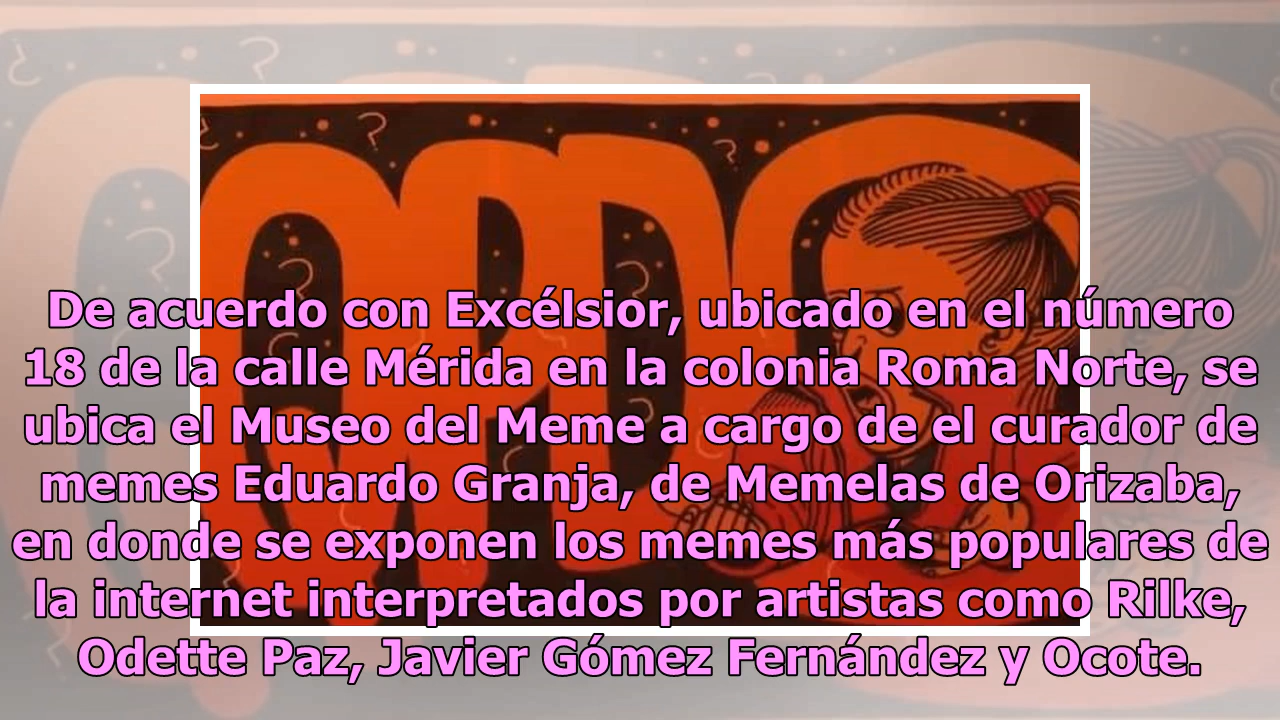 De acuerdo con Excélsior, ubicado en el número
18 de la calle Mérida en la colonia Roma Norte, se
ubica el Museo del Meme a cargo de el curador de
memes Eduardo Granja, de Memelas de Orizaba,
en donde se exponen los memes más populares de
la internet interpretados por artistas como Rilke,
Odette Paz, Javier Gómez Fernández y Ocote.